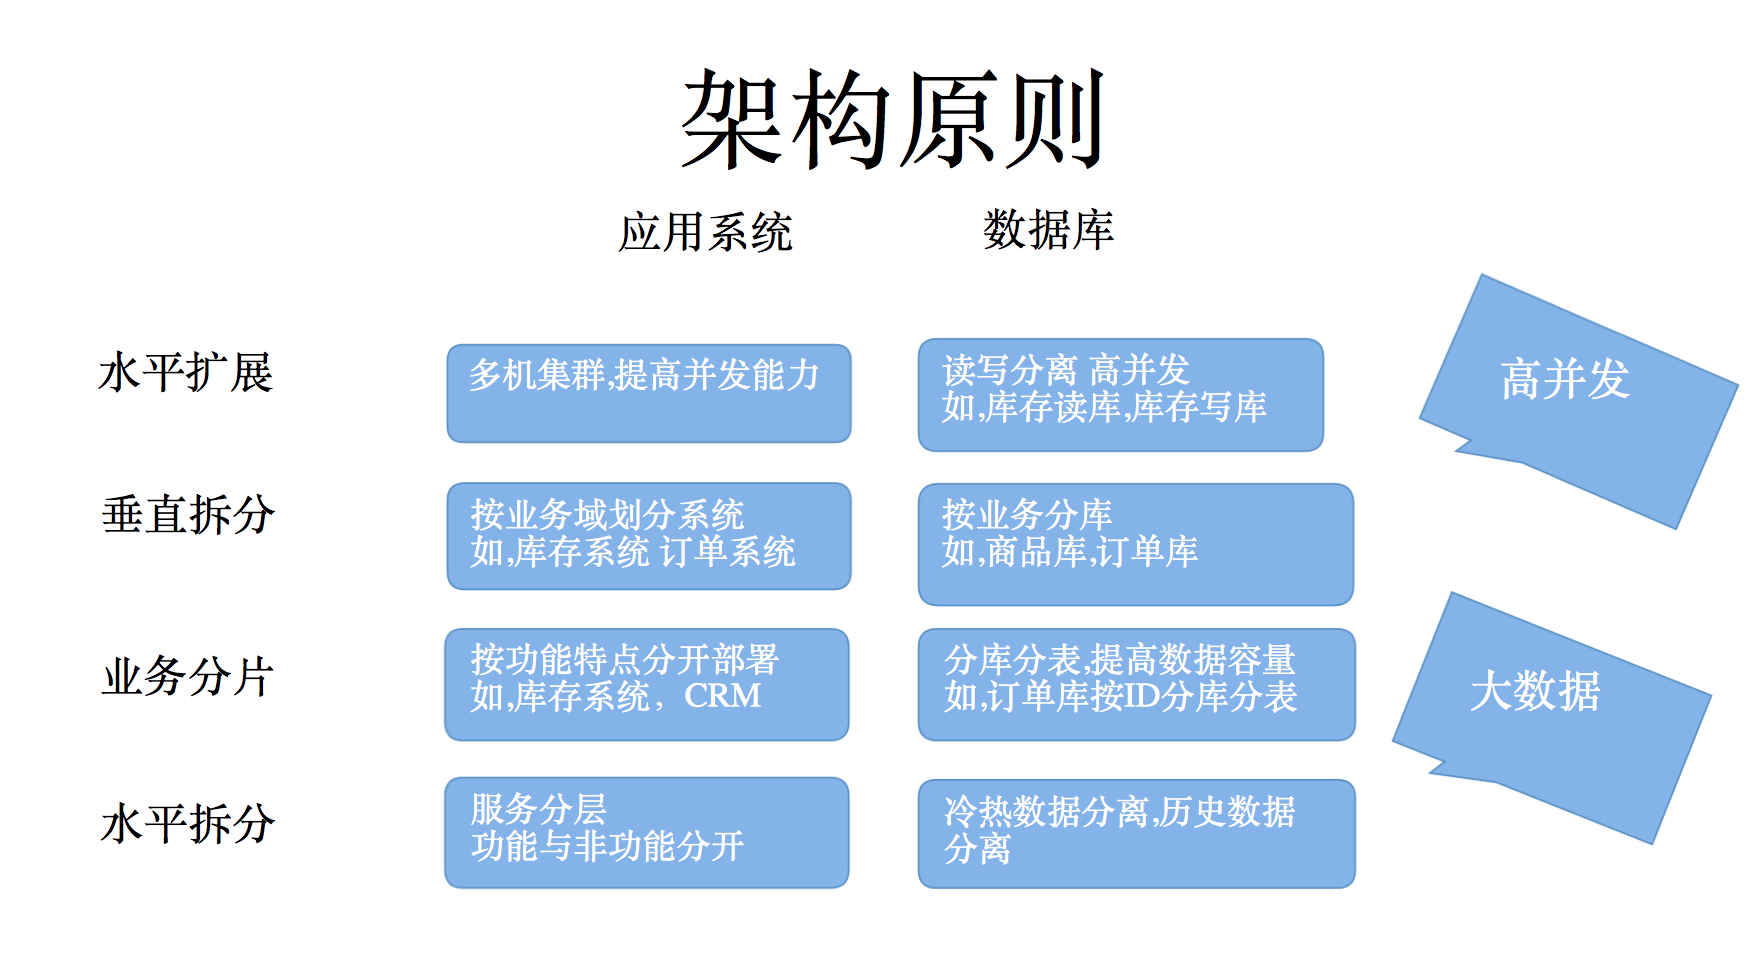 架构原则
应用系统
数据库
水平扩展
多机集群,提高并发能力
读写分离 高并发
如,库存读库,库存写库
高并发
垂直拆分
按业务域划分系统
如,库存系统 订单系统
按业务分库
如,商品库,订单库
业务分片
按功能特点分开部署
如,库存系统，CRM
分库分表,提高数据容量
如,订单库按ID分库分表
大数据
水平拆分
服务分层
功能与非功能分开
冷热数据分离,历史数据
分离